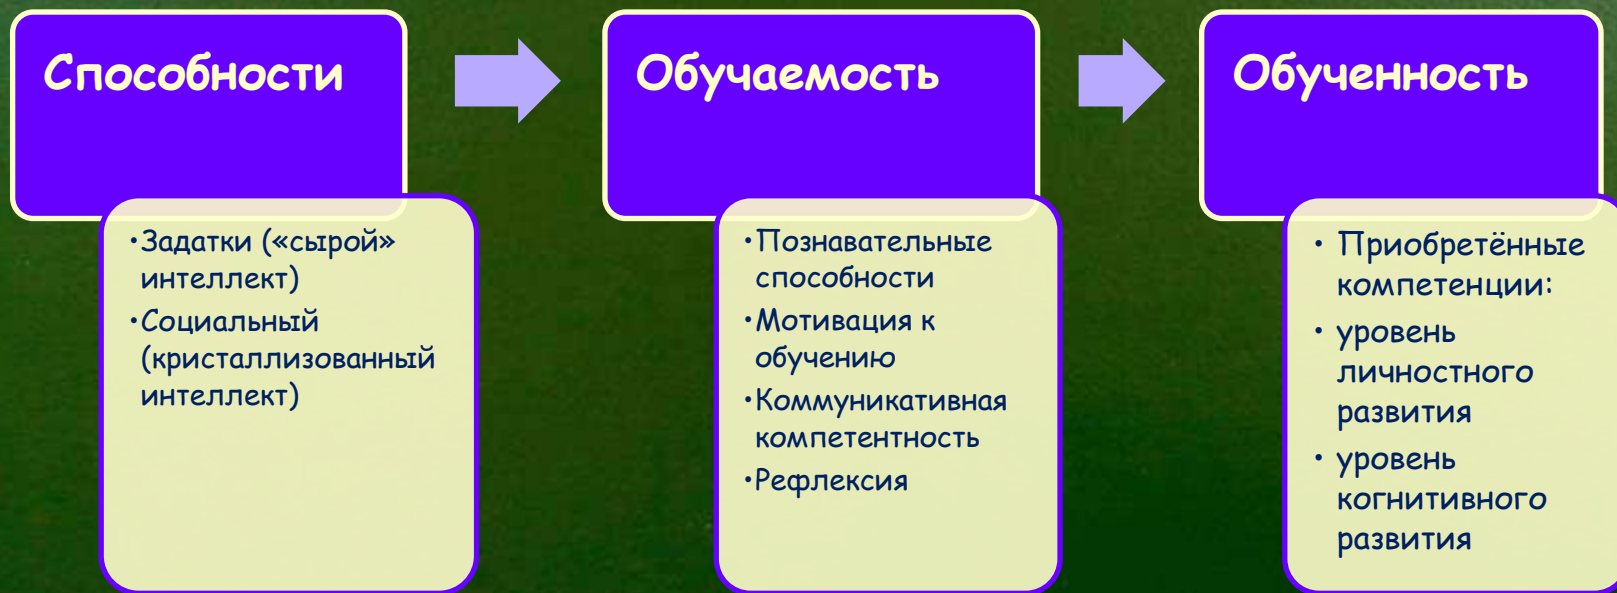 Способности
•Задатки («сырой»
интеллект)
•Социальный
(кристаллизованный
интеллект)
Обучаемость
•Познавательные
способности
•Мотивация к
обучению
•Коммуникативная
компетентность
•Рефлексия
Обученность
• Приобретённые
компетенции:
• уровень
личностного
развития
• уровень
когнитивного
развития